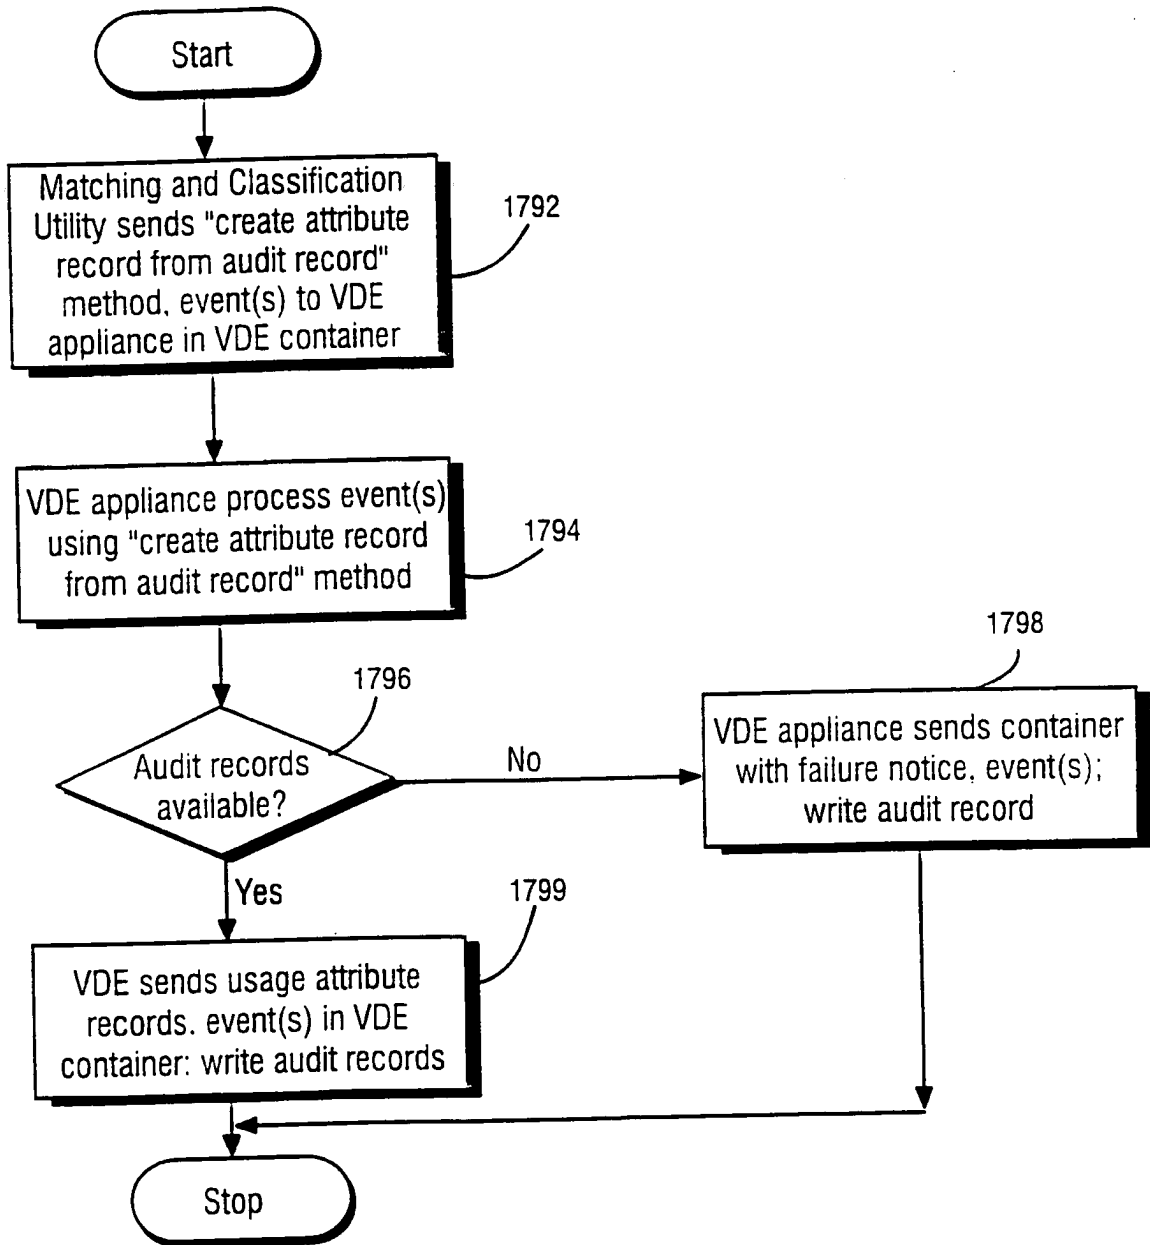 Start
Matching and Classification
Utility sends "create attribute
record from audit record"
method, event(s) to VDE
appliance in VDE container
1792
VDE appliance process event(s)
using "create attribute record
from audit record" method
1794
1796
Audit records
available?
No
1798
VDE appliance sends container
with failure notice, event(s);
write audit record
Yes
1799
VDE sends usage attribute
records. event(s) in VDE
container: write audit records
Stop